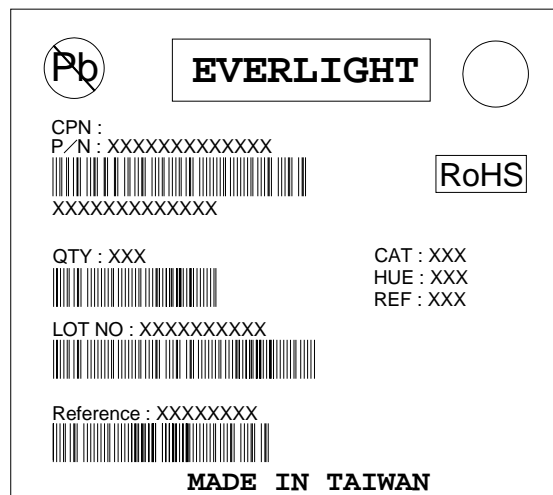 Pb
EVERLIGHT
CPN :
P/N : XXXXXXXXXXXXX
RoHS
XXXXXXXXXXXXX
QTY : XXX
CAT : XXX
HUE : XXX
REF : XXX
LOT NO : XXXXXXXXXX
Reference : XXXXXXXX
MADE IN TAIWAN